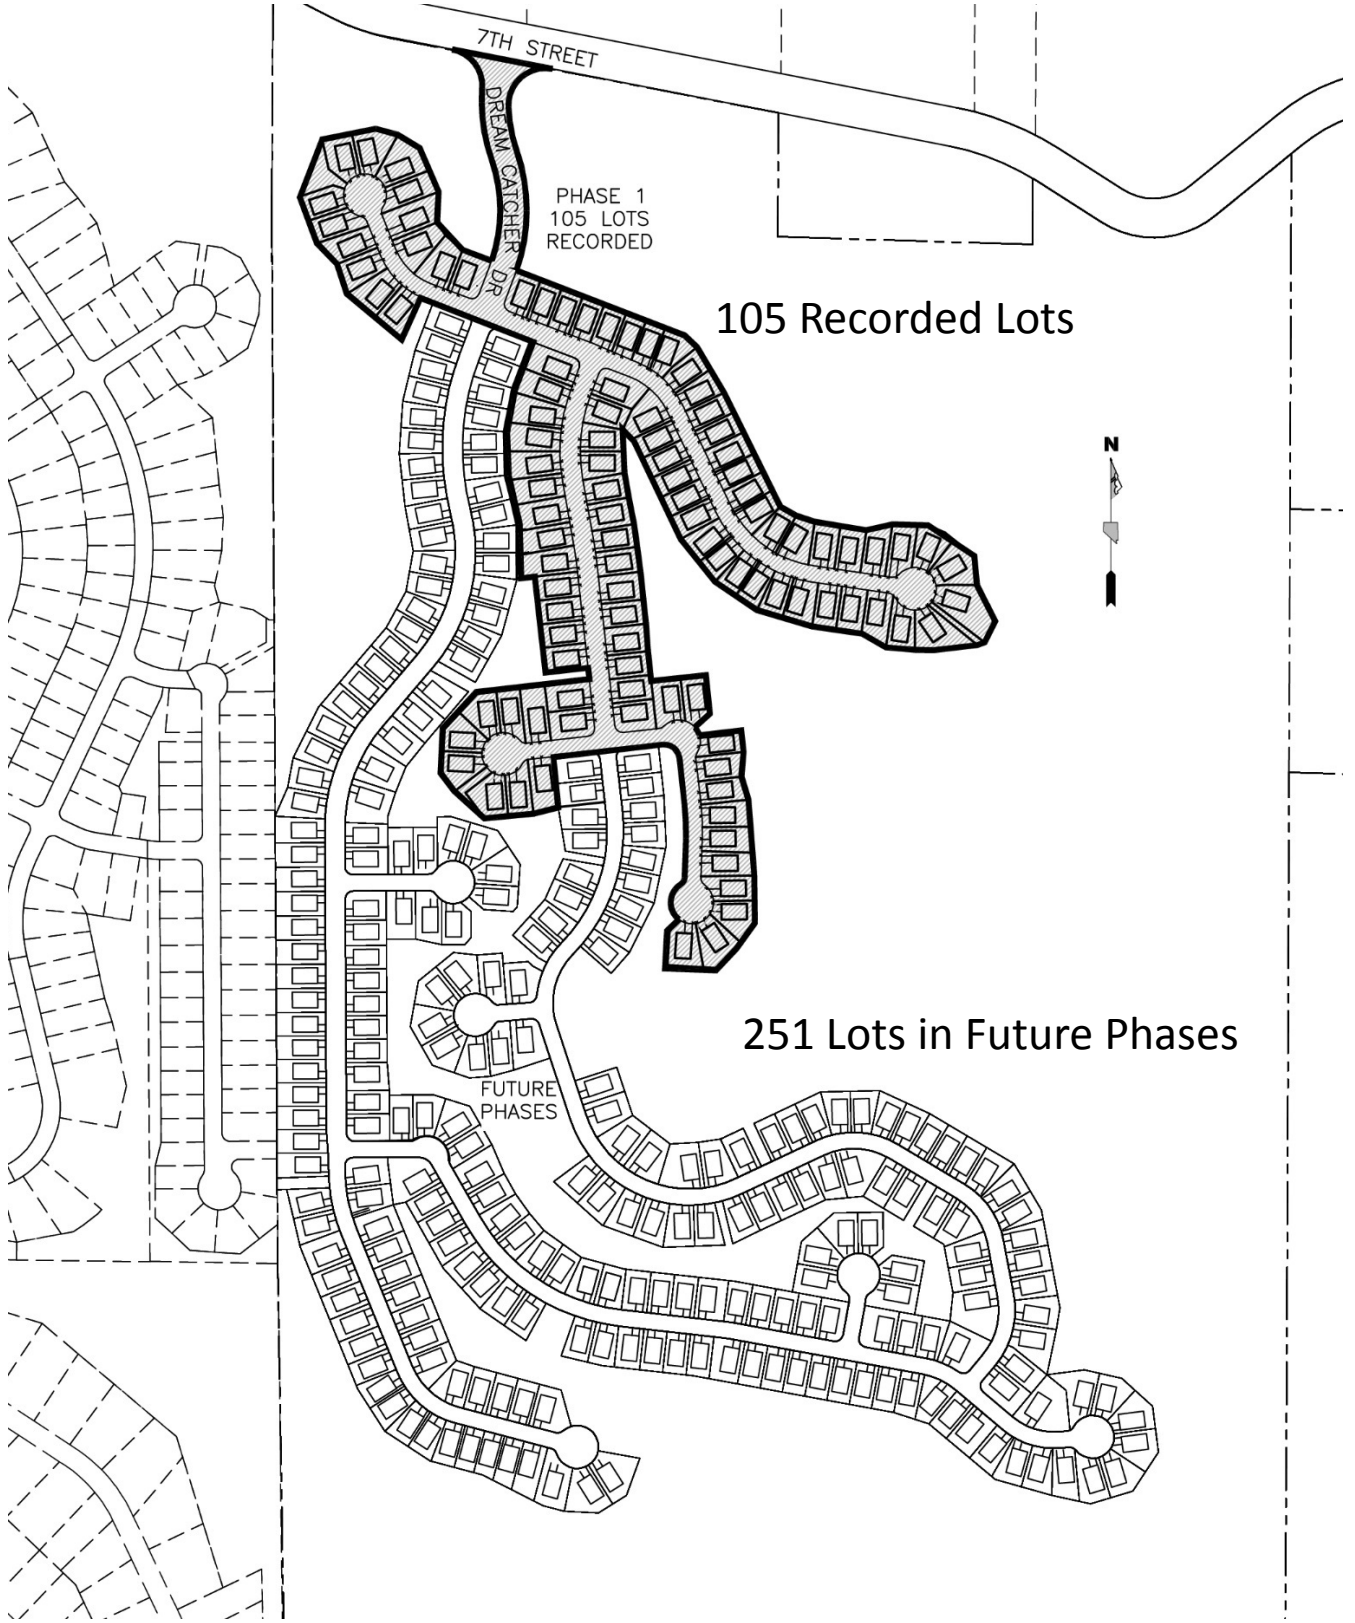 7TH STREET
DREAM CATCHER DR
PHASE 1
105 LOTS
RECORDED
105 Recorded Lots
N
251 Lots in Future Phases
FUTURE
PHASES